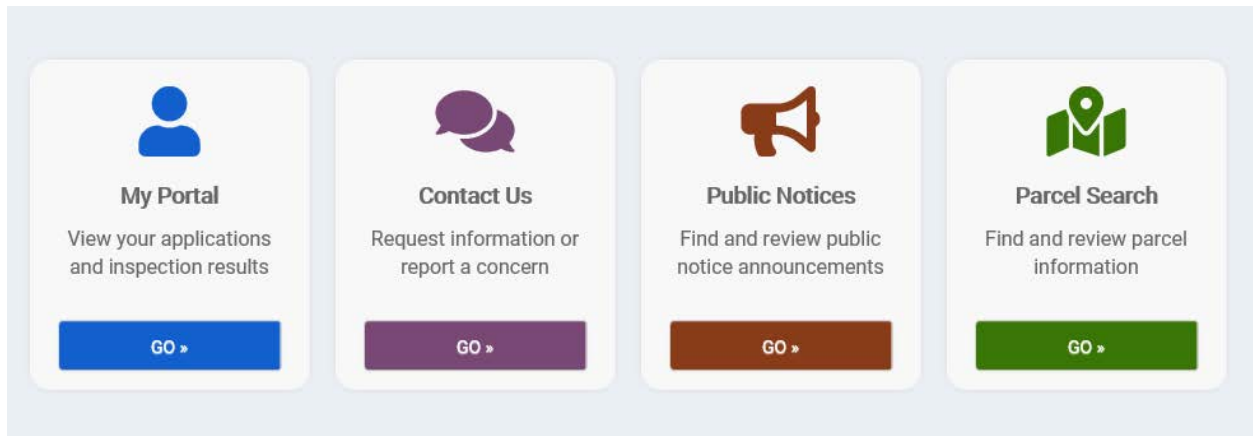 My Portal
View your applications
and inspection results
GO »
Contact Us
Request information or
report a concern
GO »
Public Notices
Find and review public
notice announcements
GO »
Parcel Search
Find and review parcel
information
GO »